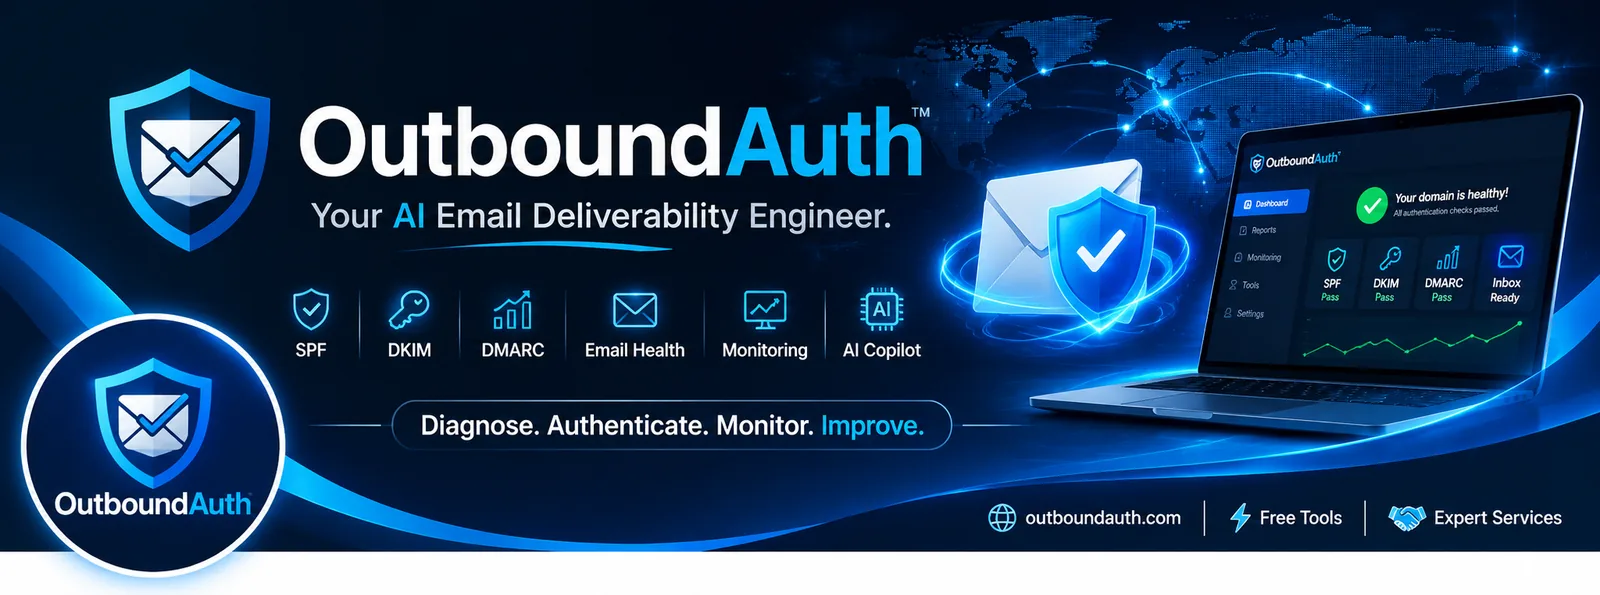 OutboundAuth™
Your AI Email Deliverability Engineer.
SPF
DKIM
DMARC
Email Health
Monitoring
AI
AI Copilot
Diagnose. Authenticate. Monitor. Improve.
OutboundAuth
OutboundAuth™
Dashboard
Reports
Monitoring
Tools
Settings
Your domain is healthy!
All authentication checks passed.
SPF
Pass
DKIM
Pass
DMARC
Pass
Inbox
Ready
outboundauth.com
Free Tools
Expert Services